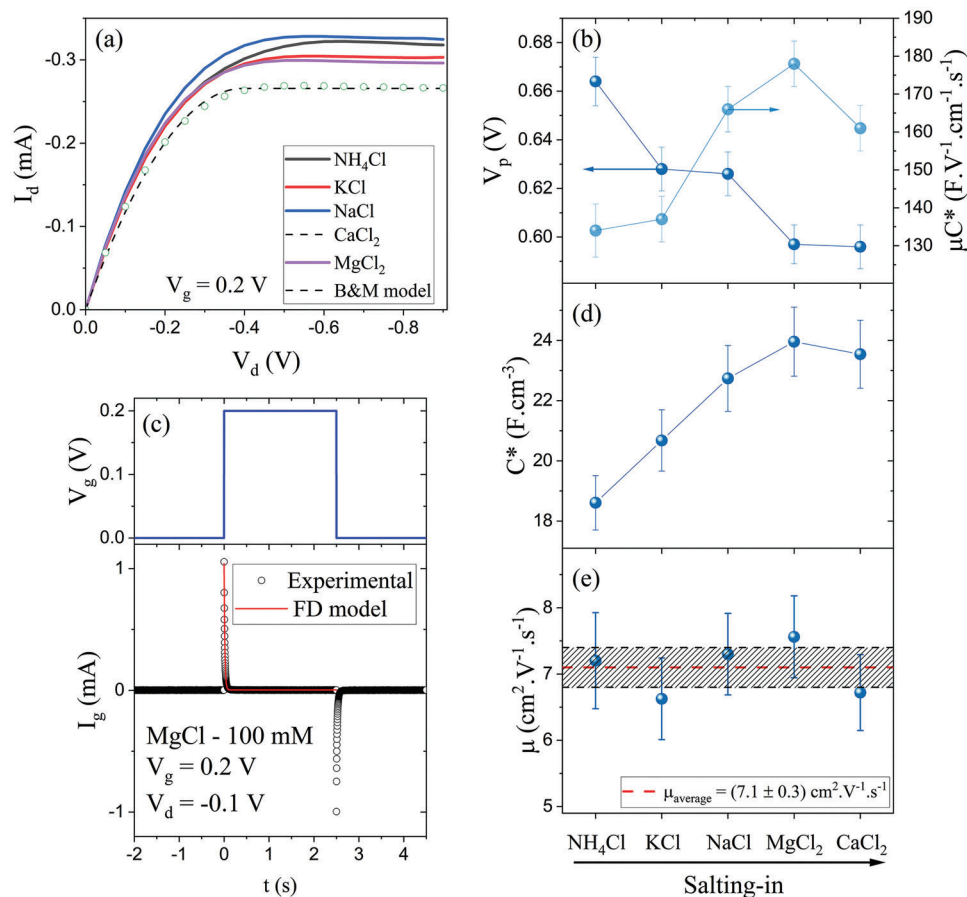 (a)
-0.3
-0.2
-0.1
0.0
I_d (mA)
NH₄Cl
KCl
NaCl
CaCl₂
MgCl₂
B&M model
V_g = 0.2 V
0.0 -0.2 -0.4 -0.6 -0.8
V_d (V)
(b)
0.68
0.66
0.64
0.62
0.60
V_p (V)
190
180
170
160
150
140
130
μC* (F.V⁻¹.cm⁻¹.s⁻¹)
(c)
0.2
0.1
0.0
V_g (V)
1
0
-1
I_g (mA)
Experimental
FD model
MgCl - 100 mM
V_g = 0.2 V
V_d = -0.1 V
-2 -1 0 1 2 3 4
t (s)
(d)
24
22
20
18
C* (F.cm⁻³)
(e)
8
7
6
5
μ (cm².V⁻¹.s⁻¹)
μ_average = (7.1 ± 0.3) cm².V⁻¹.s⁻¹
NH₄Cl KCl NaCl MgCl₂ CaCl₂
Salting-in